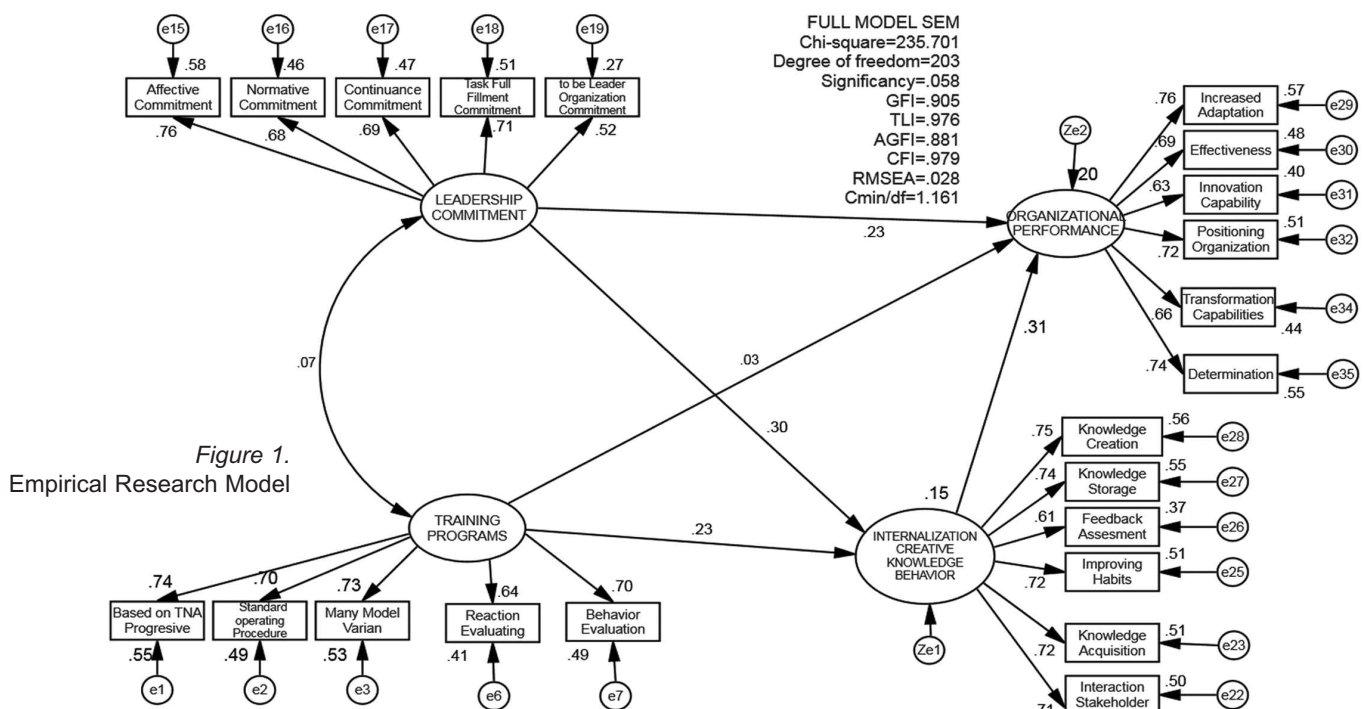 e15
e16
e17
e18
e19
.58
.46
.47
.51
.27
Affective
Commitment
Normative
Commitment
Continuance
Commitment
Task Full
Fillment
Commitment
to be Leader
Organization
Commitment
.76
.68
.69
.71
.52
LEADERSHIP
COMMITMENT
FULL MODEL SEM
Chi-square=235.701
Degree of freedom=203
Significancy=.058
GFI=.905
TLI=.976
AGFI=.881
CFI=.979
RMSEA=.028
Cmin/df=1.161
Ze2
.20
ORGANIZATIONAL
PERFORMANCE
.76
.69
.63
.72
.66
.74
Increased
Adaptation
.57
e29
Effectiveness
.48
e30
Innovation
Capability
.40
e31
Positioning
Organization
.51
e32
Transformation
Capabilities
.44
e34
Determination
.55
e35
.23
.03
.31
.07
.30
.23
Figure 1.
Empirical Research Model
TRAINING
PROGRAMS
.74
.70
.73
.64
.70
Based on TNA
Progresive
Standard
operating
Procedure
Many Model
Varian
Reaction
Evaluating
Behavior
Evaluation
.55
.49
.53
.41
.49
e1
e2
e3
e6
e7
.15
INTERNALIZATION
CREATIVE
KNOWLEDGE
BEHAVIOR
Ze1
.75
.74
.61
.72
.72
.71
Knowledge
Creation
.56
e28
Knowledge
Storage
.55
e27
Feedback
Assesment
.37
e26
Improving
Habits
.51
e25
Knowledge
Acquisition
.51
e23
Interaction
Stakeholder
.50
e22